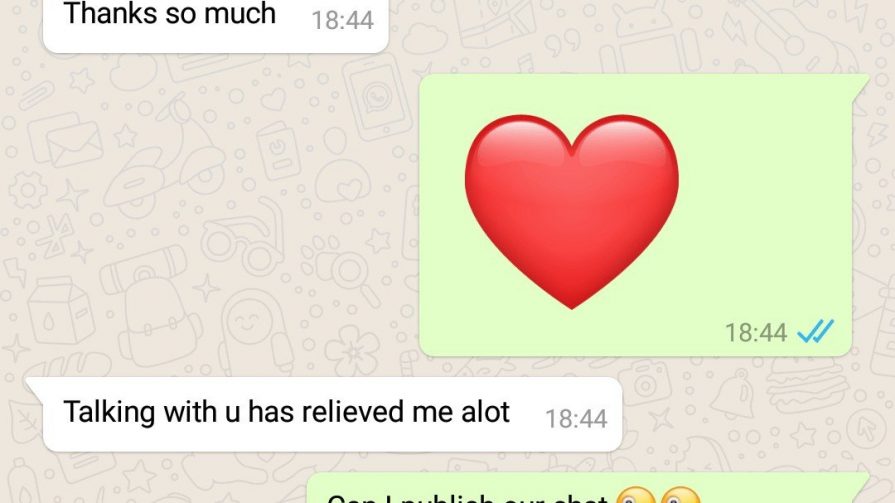 Thanks so much 18:44
❤️
18:44
Talking with u has relieved me alot 18:44
Can I publish our chat